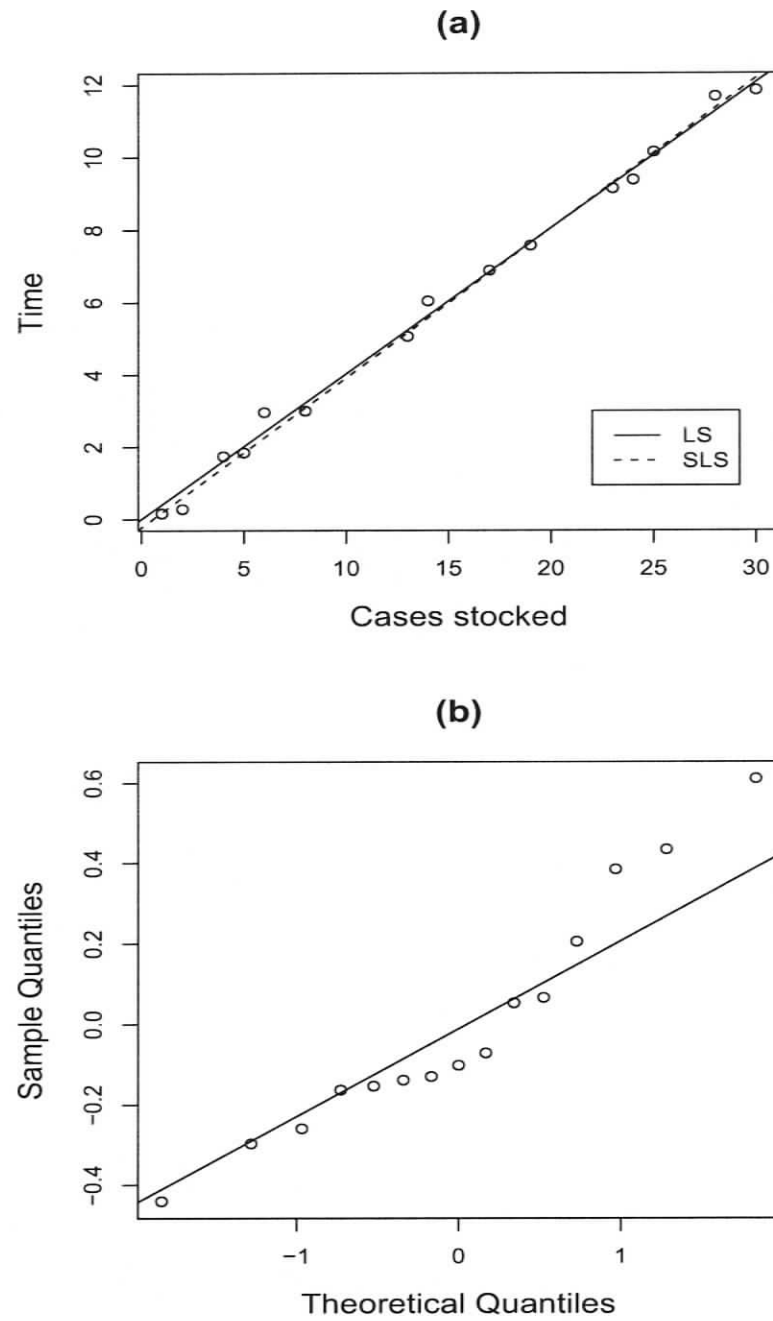 (a)
12
10
8
6
4
2
0
Time
LS
SLS
0 5 10 15 20 25 30
Cases stocked
(b)
0.6
0.4
0.2
0.0
−0.2
−0.4
Sample Quantiles
−1 0 1
Theoretical Quantiles